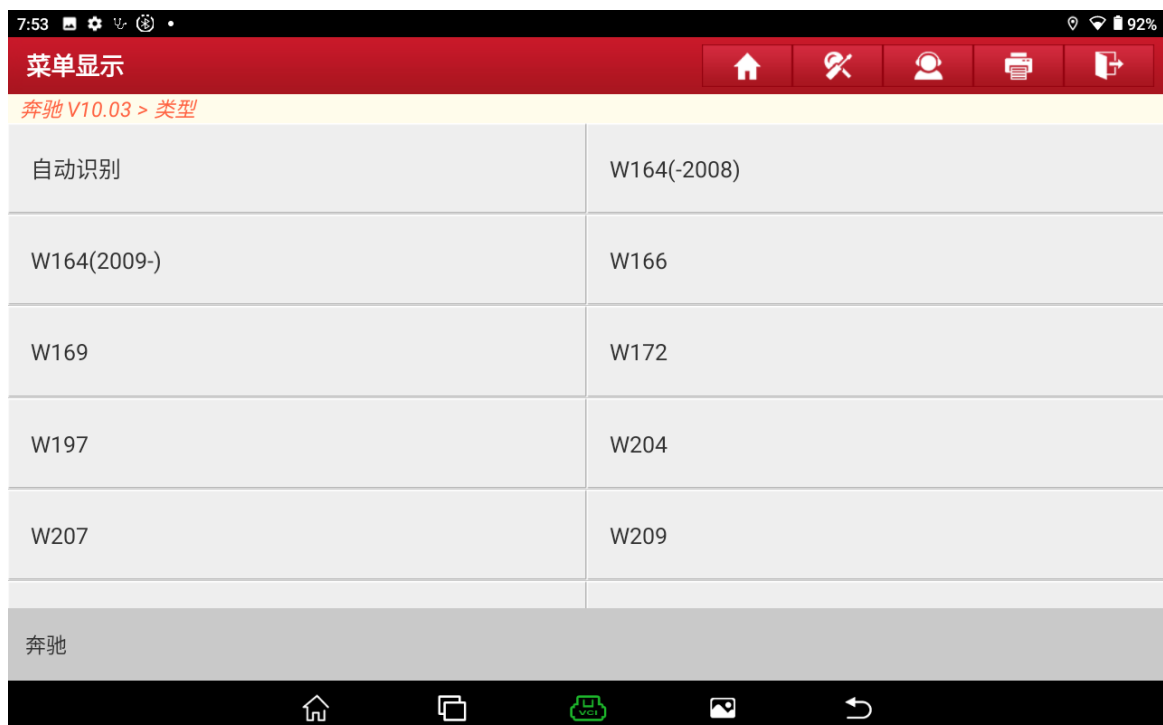 7:53 92%
菜单显示
奔驰 V10.03 > 类型
自动识别 W164(-2008)
W164(2009-) W166
W169 W172
W197 W204
W207 W209
奔驰
VCI